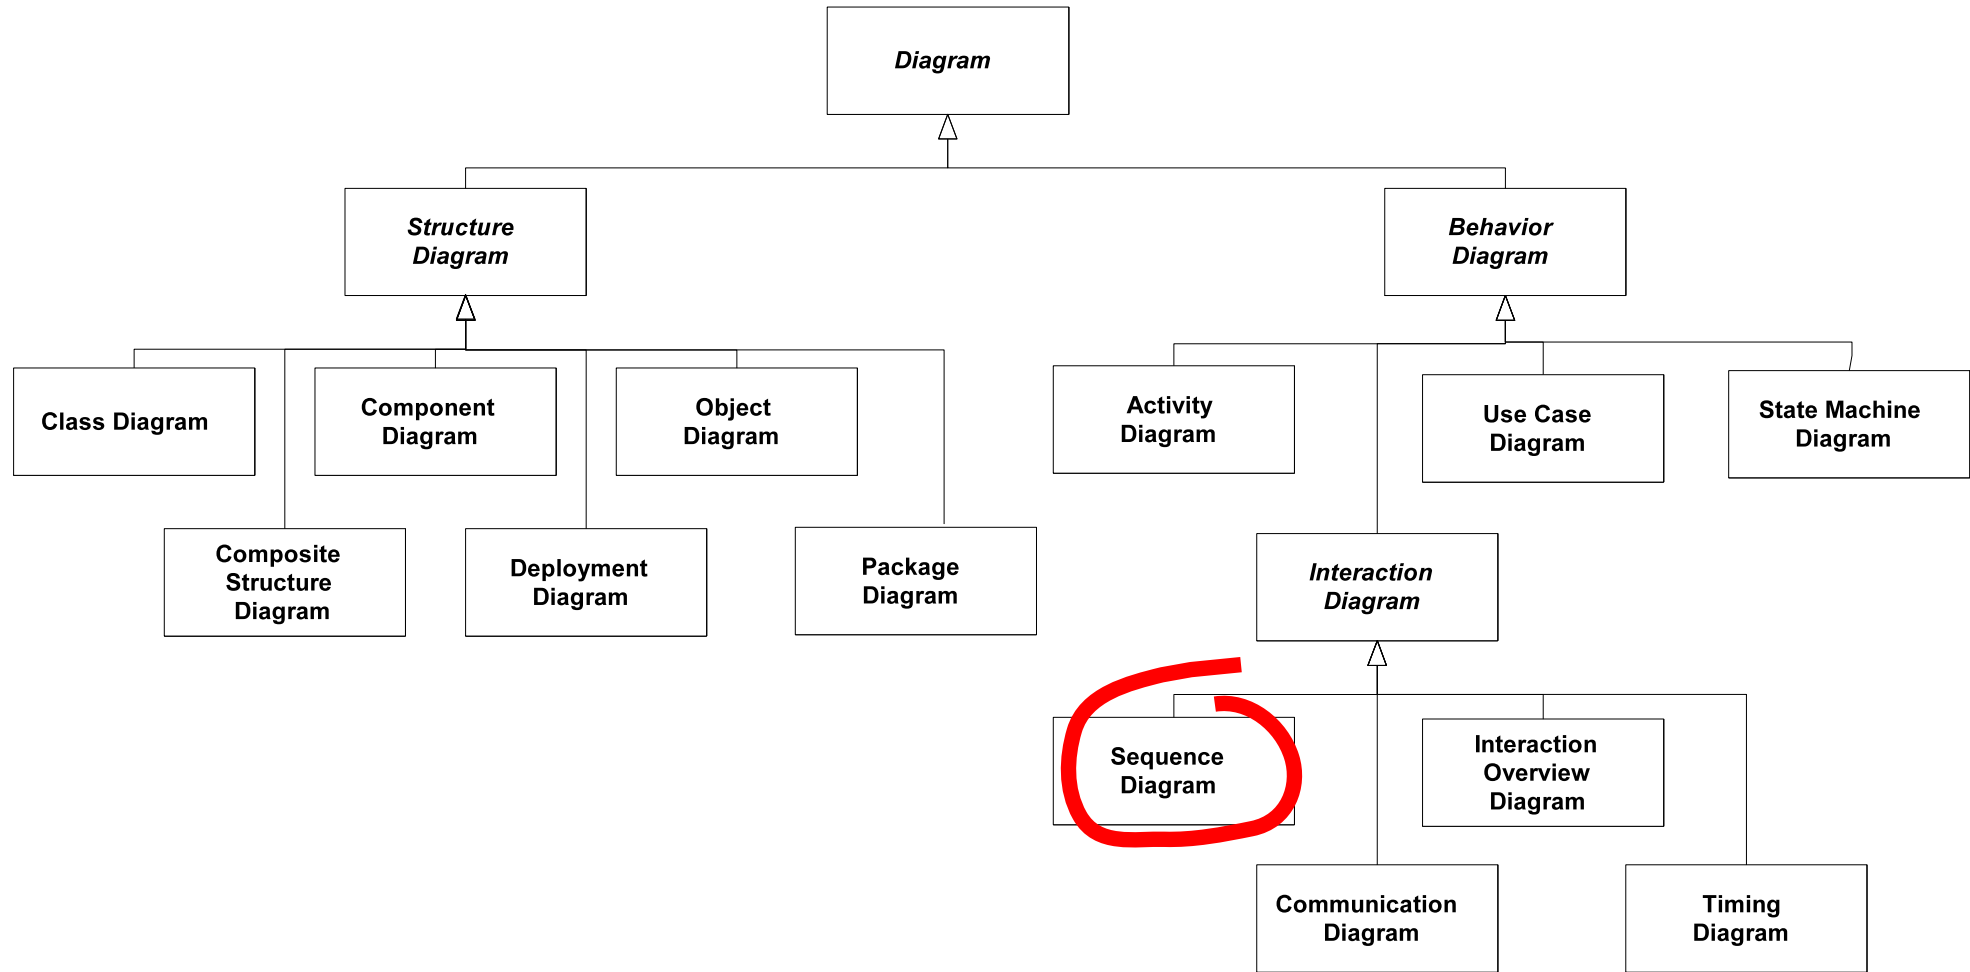 Diagram
Structure
Diagram
Behavior
Diagram
Class Diagram
Component
Diagram
Object
Diagram
Activity
Diagram
Use Case
Diagram
State Machine
Diagram
Composite
Structure
Diagram
Deployment
Diagram
Package
Diagram
Interaction
Diagram
Sequence
Diagram
Interaction
Overview
Diagram
Communication
Diagram
Timing
Diagram